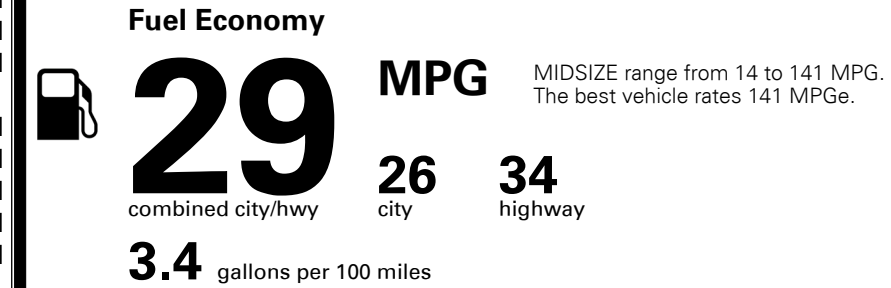 Fuel Economy
29 MPG
MIDSIZE range from 14 to 141 MPG.
The best vehicle rates 141 MPGe.
combined city/hwy
26 34
city highway
3.4 gallons per 100 miles